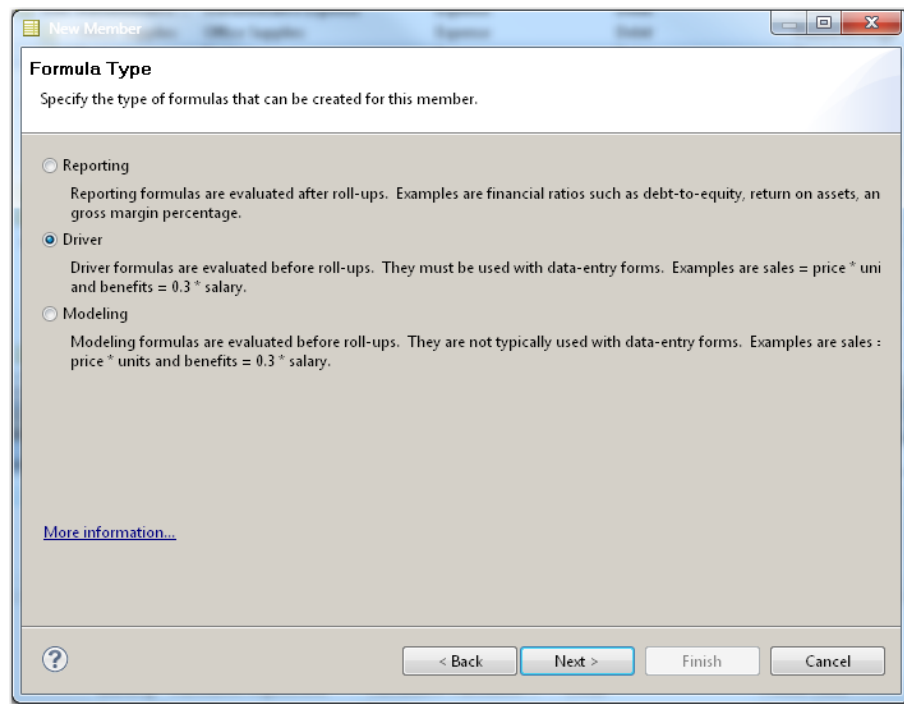 New Member
Office Supplies
Expense
Detail
Formula Type
Specify the type of formulas that can be created for this member.
Reporting
Reporting formulas are evaluated after roll-ups. Examples are financial ratios such as debt-to-equity, return on assets, an
gross margin percentage.
Driver
Driver formulas are evaluated before roll-ups. They must be used with data-entry forms. Examples are sales = price * uni
and benefits = 0.3 * salary.
Modeling
Modeling formulas are evaluated before roll-ups. They are not typically used with data-entry forms. Examples are sales =
price * units and benefits = 0.3 * salary.
More information...
?
< Back
Next >
Finish
Cancel